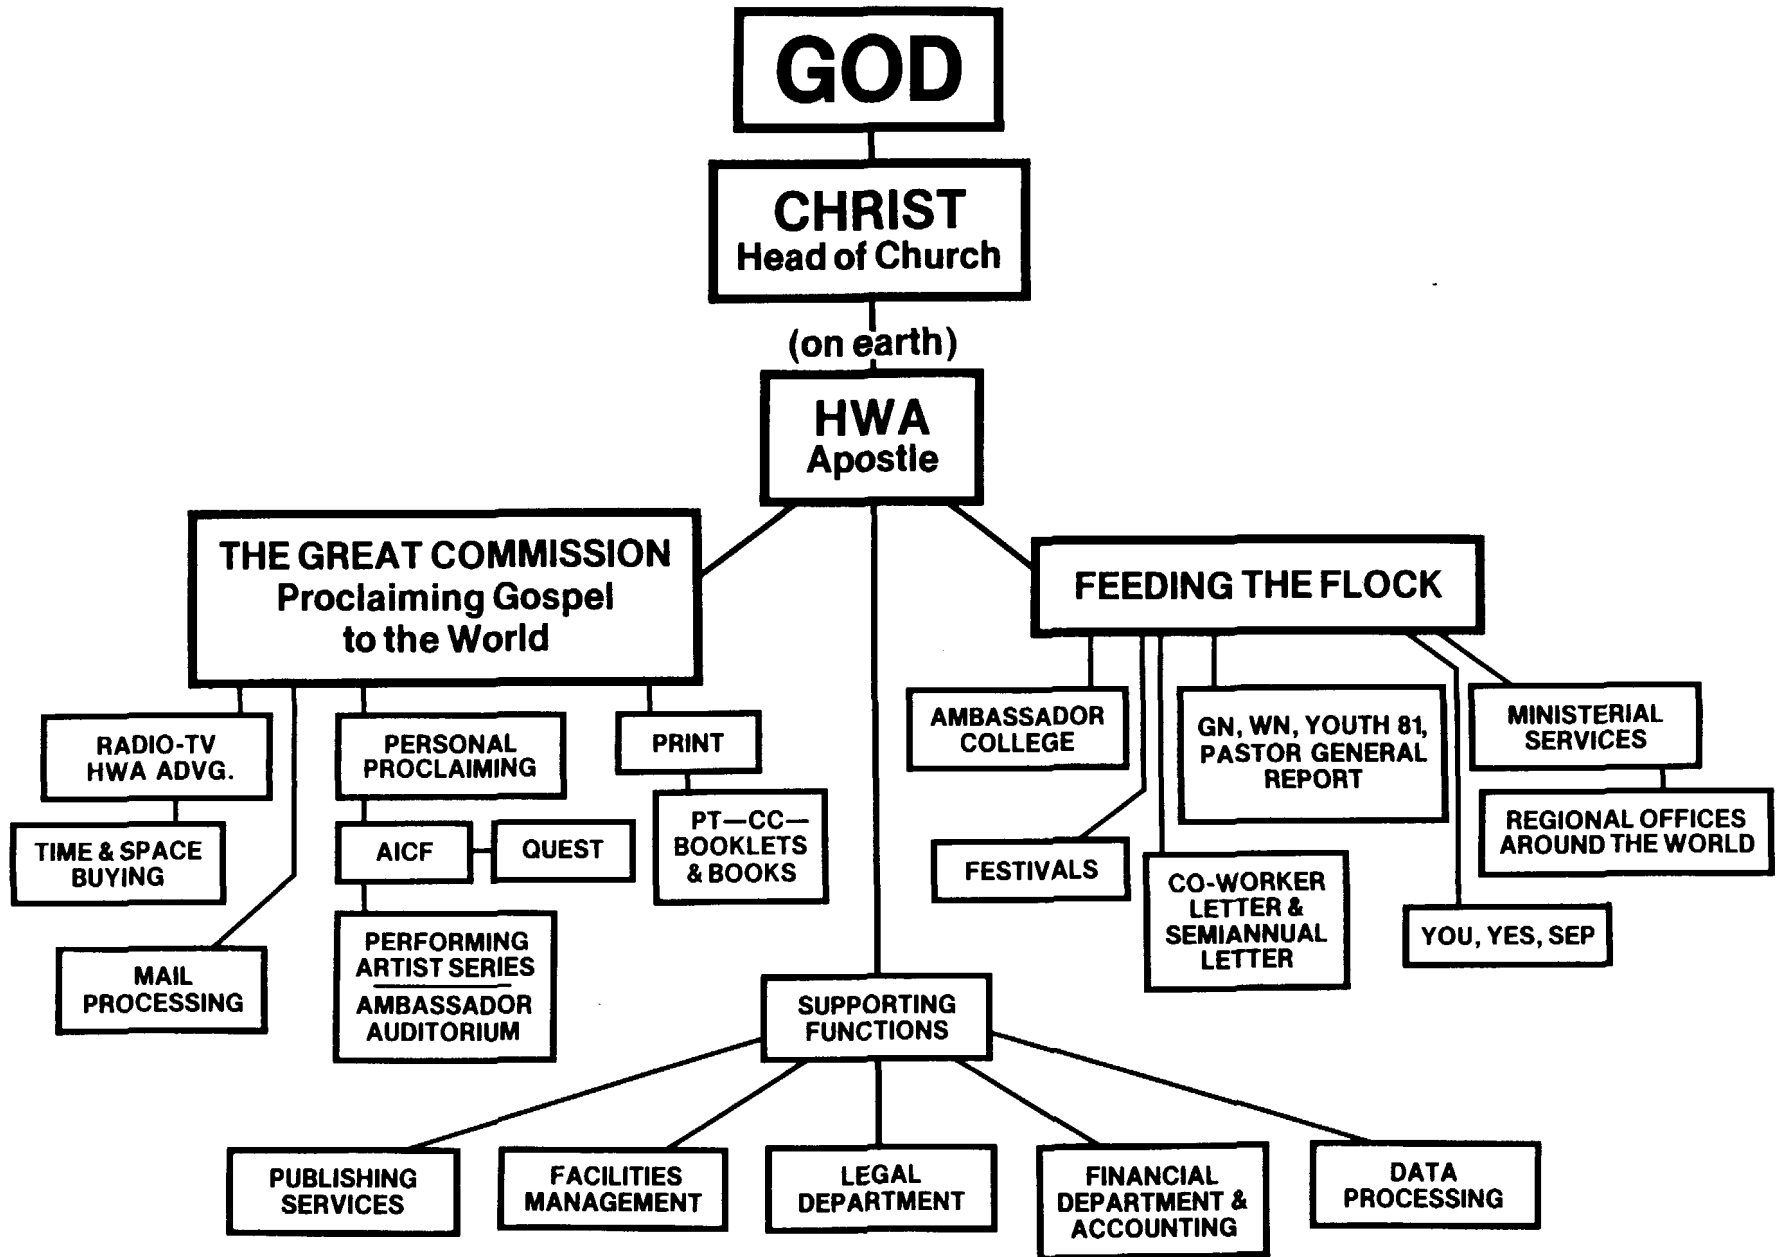 GOD
CHRIST
Head of Church
(on earth)
HWA
Apostle
THE GREAT COMMISSION
Proclaiming Gospel
to the World
FEEDING THE FLOCK
RADIO-TV
HWA ADVG.
TIME & SPACE
BUYING
MAIL
PROCESSING
PERSONAL
PROCLAIMING
AICF
QUEST
PERFORMING
ARTIST SERIES
AMBASSADOR
AUDITORIUM
PRINT
PT—CC—
BOOKLETS
& BOOKS
AMBASSADOR
COLLEGE
FESTIVALS
CO-WORKER
LETTER &
SEMIANNUAL
LETTER
GN, WN, YOUTH 81,
PASTOR GENERAL
REPORT
YOU, YES, SEP
MINISTERIAL
SERVICES
REGIONAL OFFICES
AROUND THE WORLD
SUPPORTING
FUNCTIONS
PUBLISHING
SERVICES
FACILITIES
MANAGEMENT
LEGAL
DEPARTMENT
FINANCIAL
DEPARTMENT &
ACCOUNTING
DATA
PROCESSING